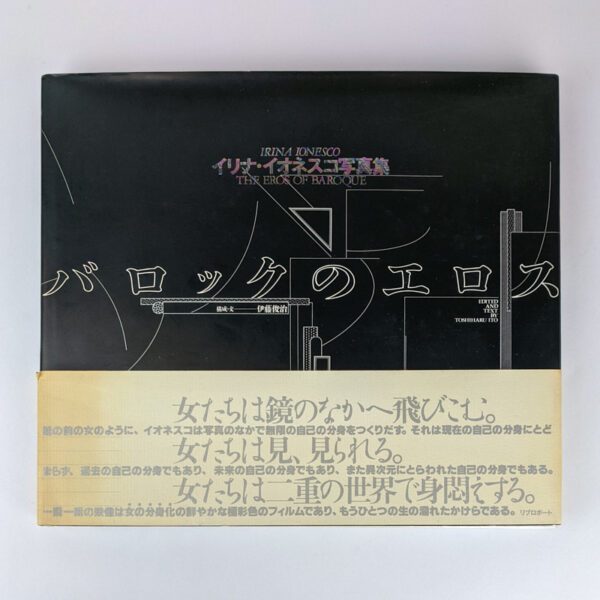 IRINA IONESCO
イリナ・イオネスコ写真集
THE EROS OF BAROQUE
バロックのエロス
構成・文 伊藤俊治
EDITED
AND
TEXT
BY
TOSHIHARU ITO
女たちは鏡のなかへ飛びこむ。
鏡の前の女のように、イオネスコは写真のなかで無限の自己の分身をつくりだす。それは現在の自己の分身にとど
女たちは見、見られる。
まらず、過去の自己の分身でもあり、未来の自己の分身でもあり、また異次元にとらわれた自己の分身でもある。
女たちは二重の世界で身悶えする。
一面一面の映像は女の分身化の鮮やかな極彩色のフィルムであり、もうひとつの生の濡れたかけらである。
リブロポート